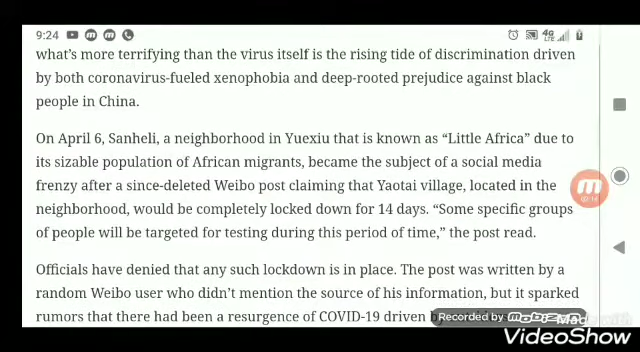 9:24
4G
LTE
what's more terrifying than the virus itself is the rising tide of discrimination driven
by both coronavirus-fueled xenophobia and deep-rooted prejudice against black
people in China.
On April 6, Sanheli, a neighborhood in Yuexiu that is known as “Little Africa” due to
its sizable population of African migrants, became the subject of a social media
frenzy after a since-deleted Weibo post claiming that Yaotai village, located in the
neighborhood, would be completely locked down for 14 days. “Some specific groups
of people will be targeted for testing during this period of time,” the post read.
Officials have denied that any such lockdown is in place. The post was written by a
random Weibo user who didn't mention the source of his information, but it sparked
rumors that there had been a resurgence of COVID-19 driven
Recorded by mobizen
Made with
VideoShow